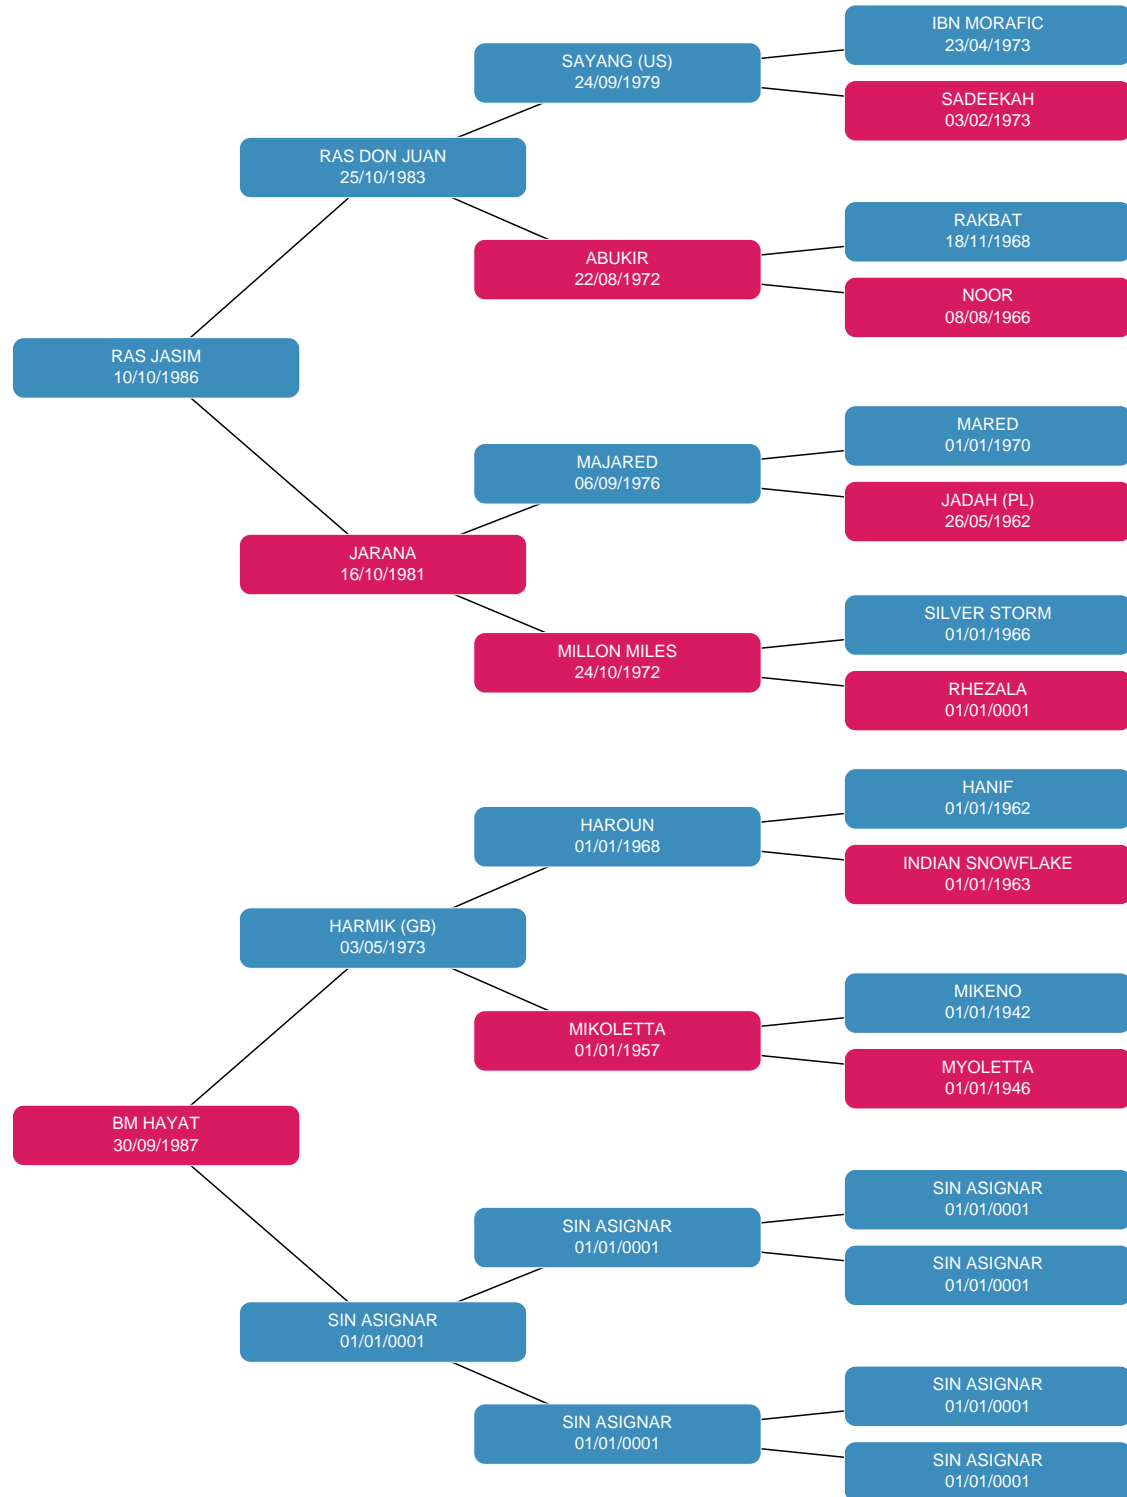 IBN MORAFIC
23/04/1973
SAYANG (US)
24/09/1979
SADEEKAH
03/02/1973
RAS DON JUAN
25/10/1983
RAKBAT
18/11/1968
ABUKIR
22/08/1972
NOOR
08/08/1966
RAS JASIM
10/10/1986
MARED
01/01/1970
MAJARED
06/09/1976
JADAH (PL)
26/05/1962
JARANA
16/10/1981
SILVER STORM
01/01/1966
MILLON MILES
24/10/1972
RHEZALA
01/01/0001
HANIF
01/01/1962
HAROUN
01/01/1968
INDIAN SNOWFLAKE
01/01/1963
HARMIK (GB)
03/05/1973
MIKENO
01/01/1942
MIKOLETTA
01/01/1957
MYOLETTA
01/01/1946
BM HAYAT
30/09/1987
SIN ASIGNAR
01/01/0001
SIN ASIGNAR
01/01/0001
SIN ASIGNAR
01/01/0001
SIN ASIGNAR
01/01/0001
SIN ASIGNAR
01/01/0001
SIN ASIGNAR
01/01/0001
SIN ASIGNAR
01/01/0001